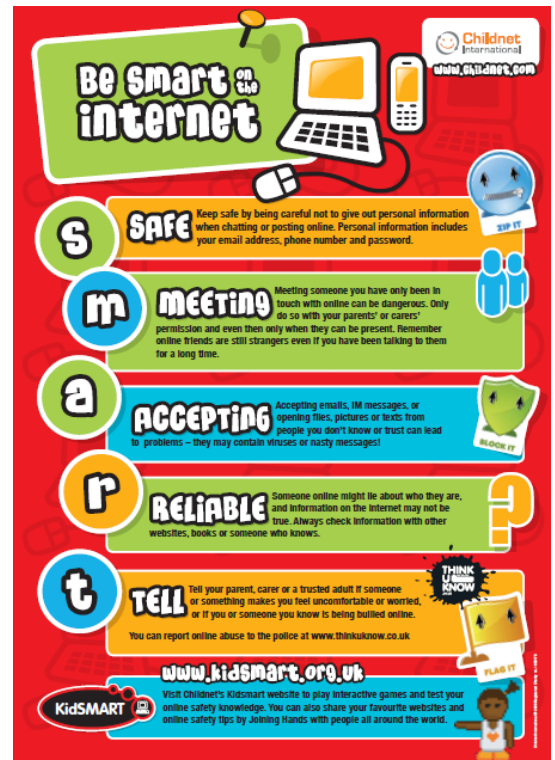 Childnet
International
www.childnet.com
Be smart on the
internet
s
SAFE
Keep safe by being careful not to give out personal information
when chatting or posting online. Personal information includes
your email address, phone number and password.
ZIP IT
m
MEETING
Meeting someone you have only been in
touch with online can be dangerous. Only
do so with your parents' or carers'
permission and even then only when they can be present. Remember
online friends are still strangers even if you have been talking to them
for a long time.
a
ACCEPTING
Accepting emails, IM messages, or
opening files, pictures or texts from
people you don't know or trust can lead
to problems – they may contain viruses or nasty messages!
BLOCK IT
r
RELIABLE
Someone online might lie about who they are,
and information on the internet may not be
true. Always check information with other
websites, books or someone who knows.
?
t
TELL
Tell your parent, carer or a trusted adult if someone
or something makes you feel uncomfortable or worried,
or if you or someone you know is being bullied online.
You can report online abuse to the police at www.thinkuknow.co.uk
THINK
U
KNOW
FLAG IT
www.kidsmart.org.uk
KidSMART
Visit Childnet's Kidsmart website to play interactive games and test your
online safety knowledge. You can also share your favourite websites and
online safety tips by Joining Hands with people all around the world.